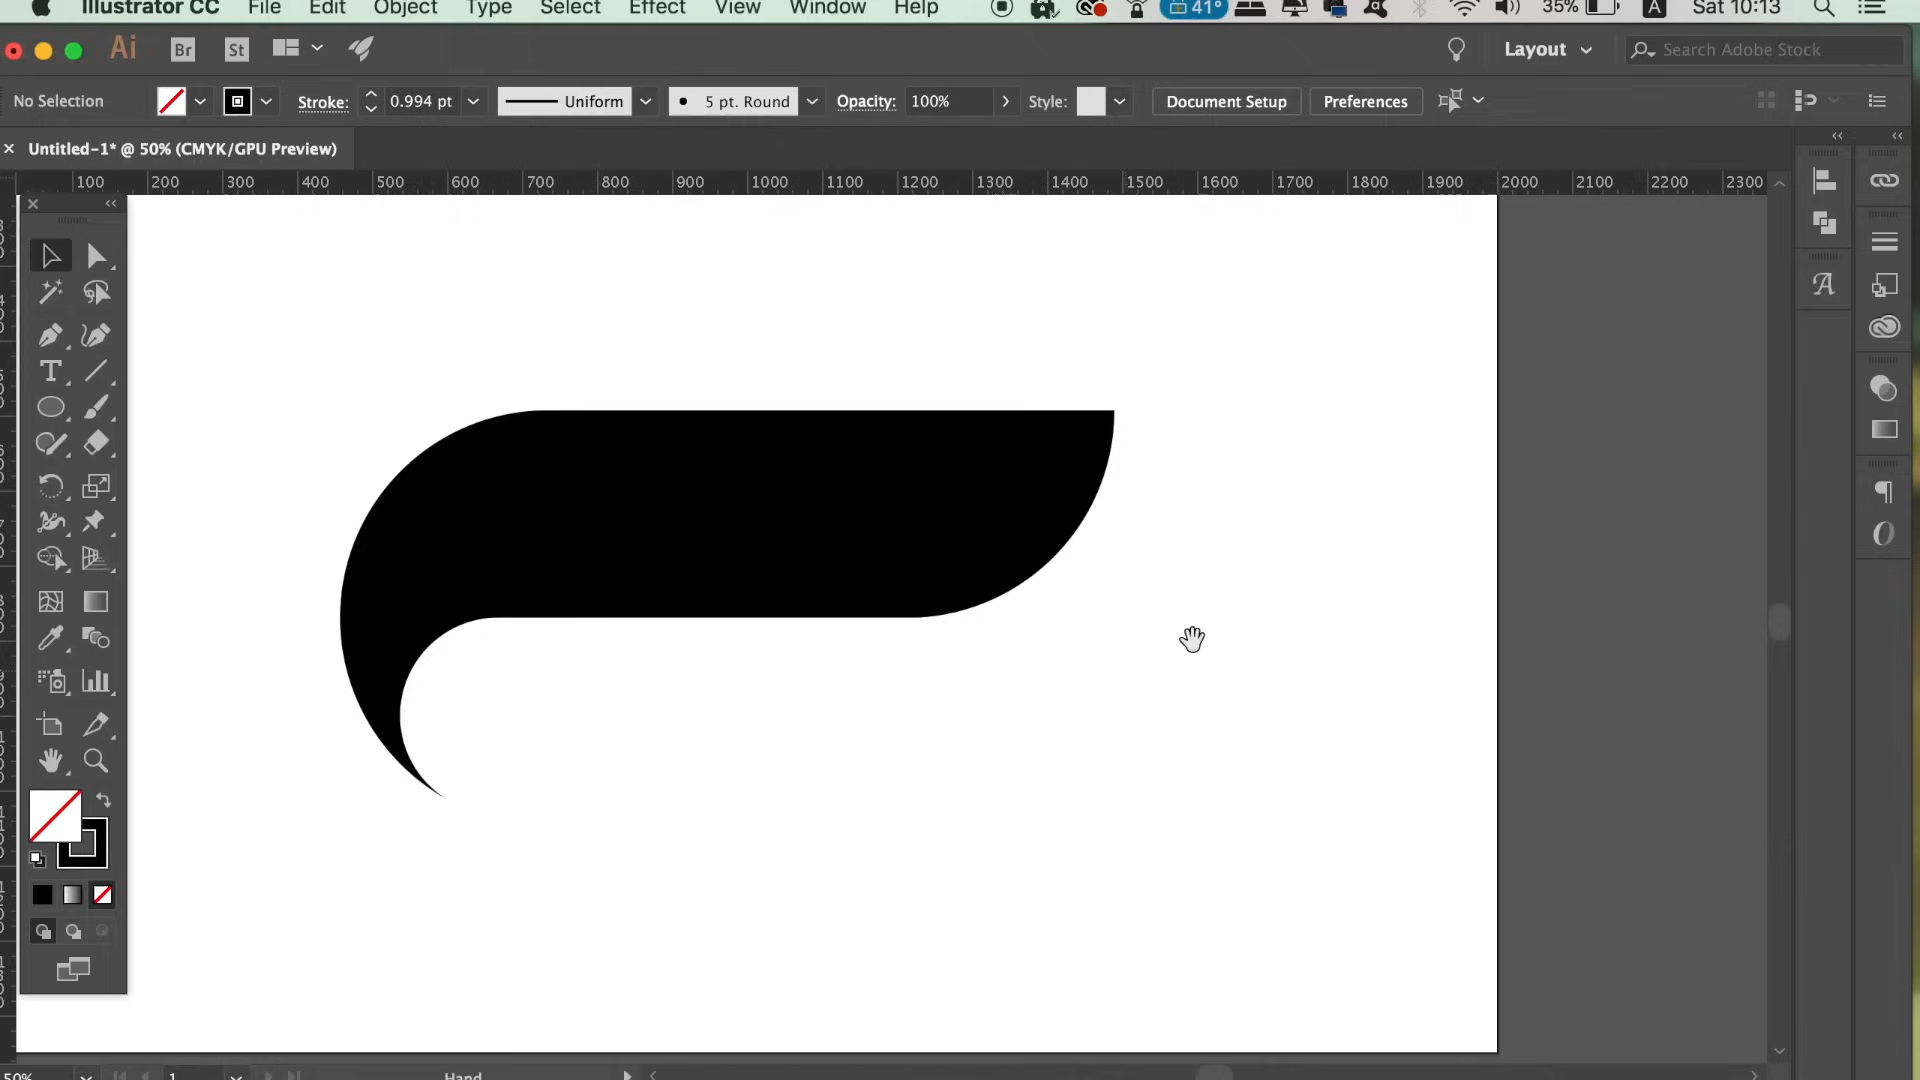 Illustrator CC File Edit Object Type Select Effect View Window Help 41° 35% A Sat 10:13
Ai Br St Layout Search Adobe Stock
No Selection Stroke: 0.994 pt Uniform 5 pt. Round Opacity: 100% Style: Document Setup Preferences
Untitled-1* @ 50% (CMYK/GPU Preview)
100 200 300 400 500 600 700 800 900 1000 1100 1200 1300 1400 1500 1600 1700 1800 1900 2000 2100 2200 2300
50% 1 Hand